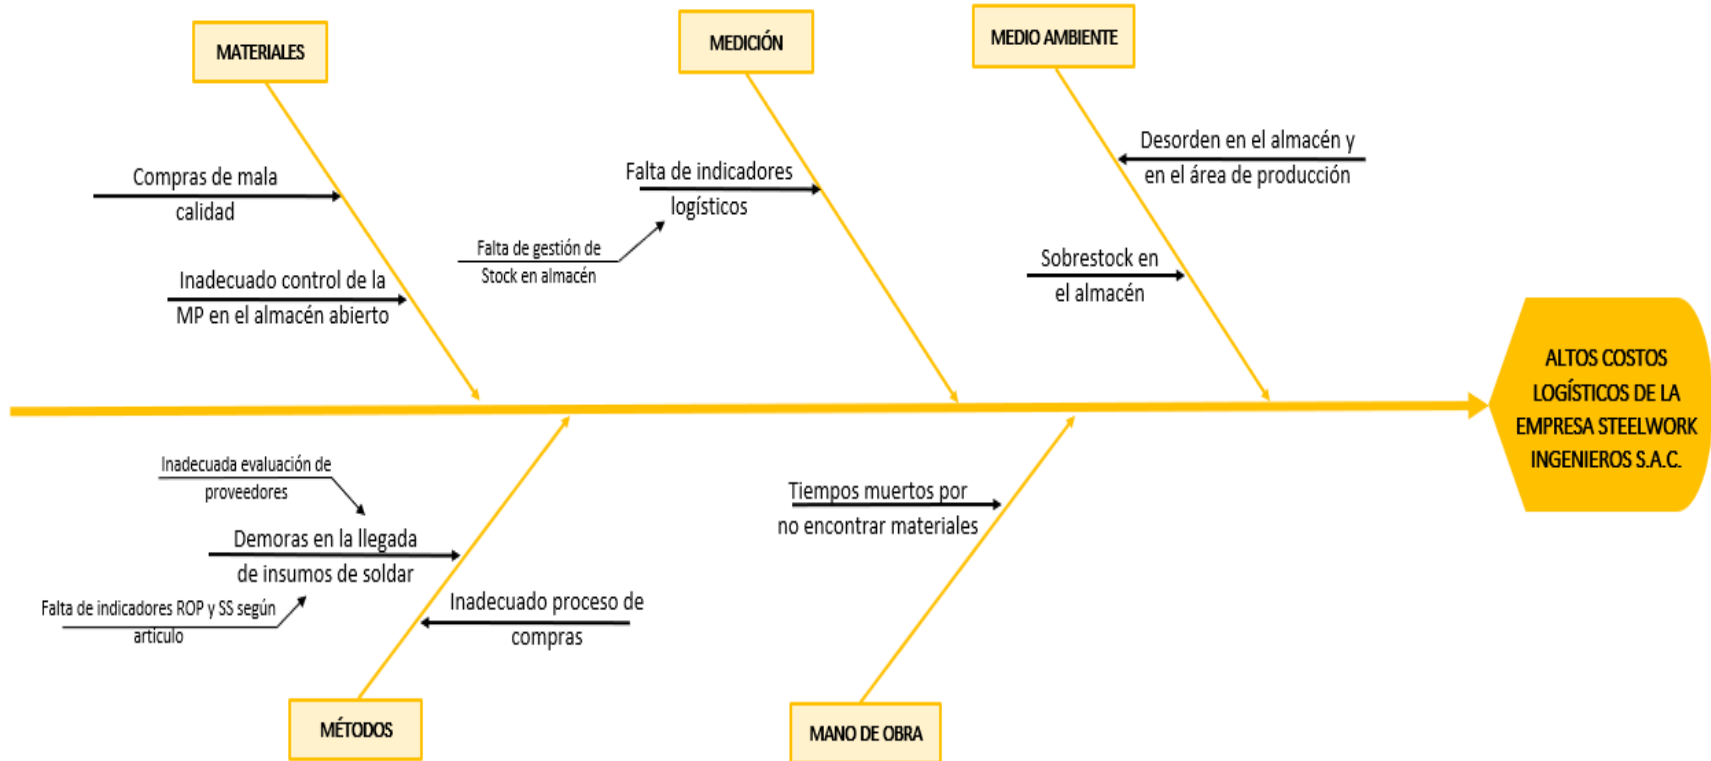 MATERIALES
MEDICIÓN
MEDIO AMBIENTE
Compras de mala
calidad
Inadecuado control de la
MP en el almacén abierto
Falta de indicadores
logísticos
Falta de gestión de
Stock en almacén
Desorden en el almacén y
en el área de producción
Sobrestock en
el almacén
ALTOS COSTOS
LOGÍSTICOS DE LA
EMPRESA STEELWORK
INGENIEROS S.A.C.
Inadecuada evaluación de
proveedores
Demoras en la llegada
de insumos de soldar
Falta de indicadores ROP y SS según
artículo
Inadecuado proceso de
compras
Tiempos muertos por
no encontrar materiales
MÉTODOS
MANO DE OBRA